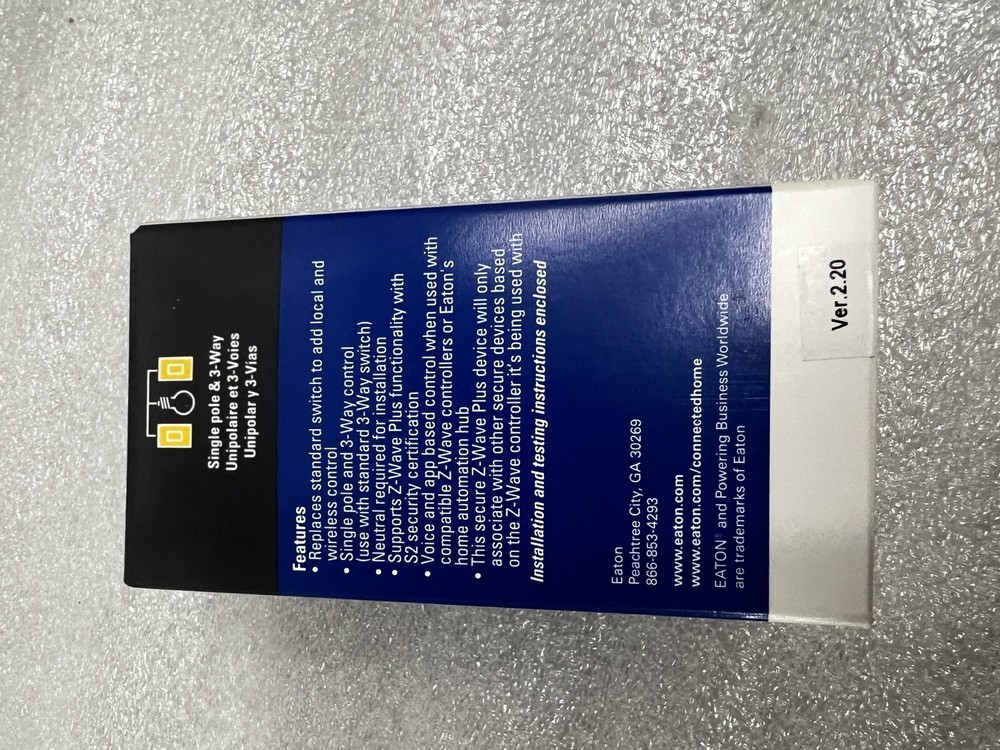 Single pole & 3-Way
Unipolaire et 3-Voies
Unipolar y 3-Vias
Features
• Replaces standard switch to add local and
wireless control
• Single pole and 3-Way control
(use with standard 3-Way switch)
• Neutral required for installation
• Supports Z-Wave Plus functionality with
S2 security certification
• Voice and app based control when used with
compatible Z-Wave controllers or Eaton's
home automation hub
• This secure Z-Wave Plus device will only
associate with other secure devices based
on the Z-Wave controller it's being used with
Installation and testing instructions enclosed
Eaton
Peachtree City, GA 30269
866-853-4293
www.eaton.com
www.eaton.com/connectedhome
EATON® and Powering Business Worldwide
are trademarks of Eaton
Ver.2.20